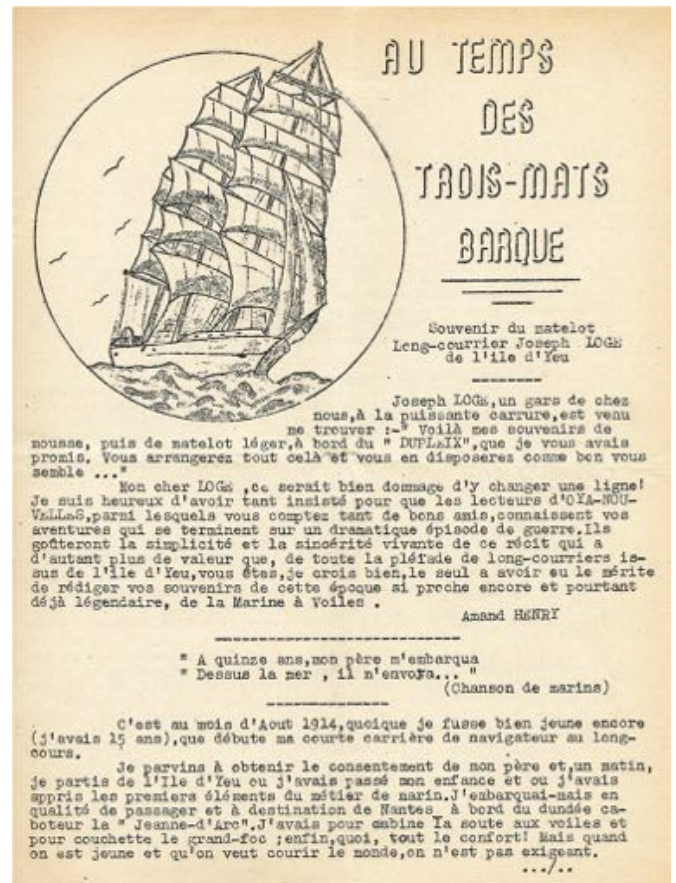 AU TEMPS
DES
TROIS-MATS
BARQUE
Souvenir du matelot
Long-courrier Joseph LOGE
de l'ile d'Yeu
--------
Joseph LOGE,un gars de chez
nous,à la puissante carrure,est venu
me trouver :-" Voilà mes souvenirs de
mousse, puis de matelot léger,à bord du " DUPLEIX",que je vous avais
promis. Vous arrangerez tout celà et vous en disposerez comme bon vous
semble ..."
Mon cher LOGE ,ce serait bien dommage d'y changer une ligne!
Je suis heureux d'avoir tant insisté pour que les lecteurs d'OYA-NOU-
VELLES,parmi lesquels vous comptez tant de bons amis,connaissent vos
aventures qui se terminent sur un dramatique épisode de guerre.Ils
goûteront la simplicité et la sincérité vivante de ce récit qui a
d'autant plus de valeur que, de toute la pléfade de long-courriers is-
sus de l'Ile d'Yeu,vous êtes,je crois bien,le seul a avoir eu le mérite
de rédiger vos souvenirs de cette époque si proche encore et pourtant
déjà légendaire, de la Marine à Voiles .
Amand HENRY
--------------------------
" A quinze ans,mon père m'embarqua
" Dessus la mer , il m'envoya... "
(Chanson de marins)
-------------
C'est au mois d'Aout 1914,quoique je fusse bien jeune encore
(j'avais 15 ans),que débute ma courte carrière de navigateur au long-
cours.
Je parvins à obtenir le consentement de mon père et,un matin,
je partis de l'Ile d'Yeu ou j'avais passé mon enfance et ou j'avais
appris les premiers éléments du métier de marin.J'embarquai-mais en
qualité de passager et à destination de Nantes à bord du dundée ca-
boteur la " Jeanne-d'Arc".J'avais pour cabine la soute aux voiles et
pour couchette le grand-foc ;enfin,quoi, tout le confort! Mais quand
on est jeune et qu'on veut courir le monde,on n'est pas exigeant.
.../..